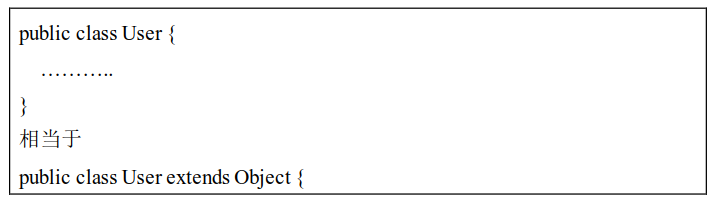 public class User {
………..
}
相当于
public class User extends Object {